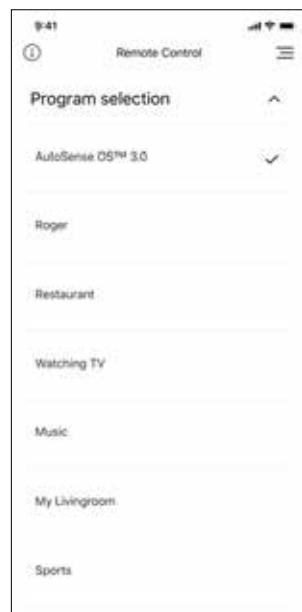 9:41
Remote Control
Program selection
AutoSense OS™ 3.0
Roger
Restaurant
Watching TV
Music
My Livingroom
Sports